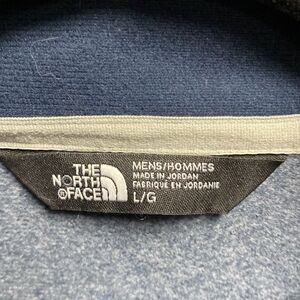 THE
NORTH
FACE®
MENS/HOMMES
MADE IN JORDAN
FABRIQUÉ EN JORDANIE
L/G